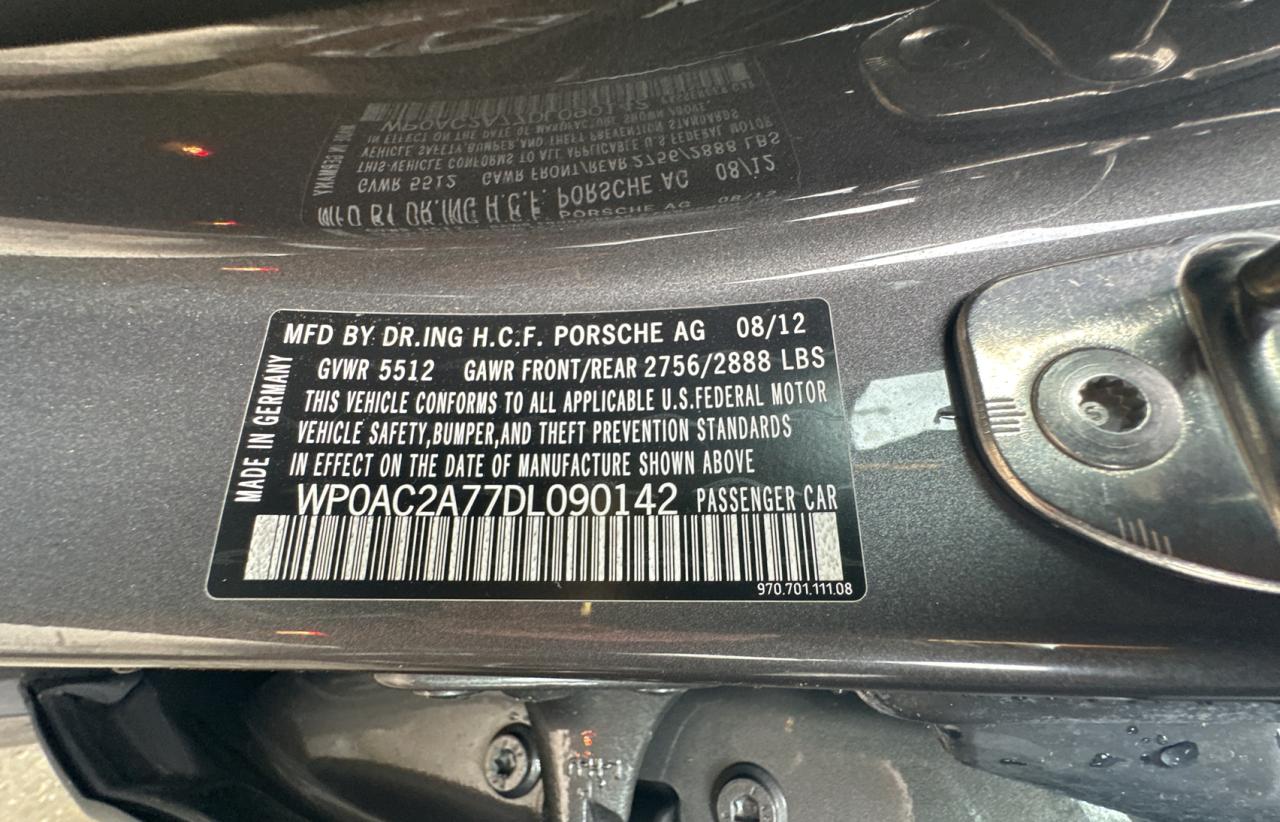 MFD BY DR.ING H.C.F. PORSCHE AG 08/12
GVWR 5512 GAWR FRONT/REAR 2756/2888 LBS
THIS VEHICLE CONFORMS TO ALL APPLICABLE U.S.FEDERAL MOTOR
VEHICLE SAFETY,BUMPER,AND THEFT PREVENTION STANDARDS
IN EFFECT ON THE DATE OF MANUFACTURE SHOWN ABOVE
WP0AC2A77DL090142 PASSENGER CAR
970.701.111.08
MADE IN GERMANY